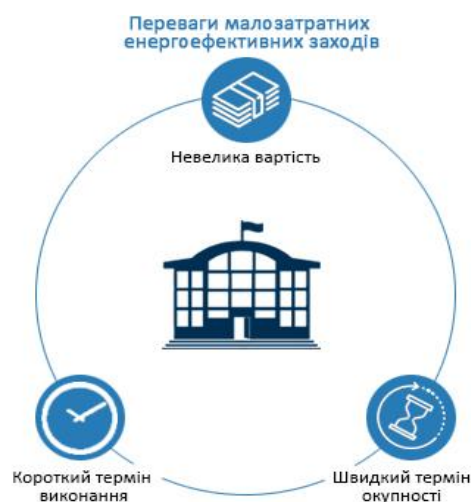 Переваги малозатратних
енергоефективних заходів
Невелика вартість
Короткий термін
виконання
Швидкий термін
окупності